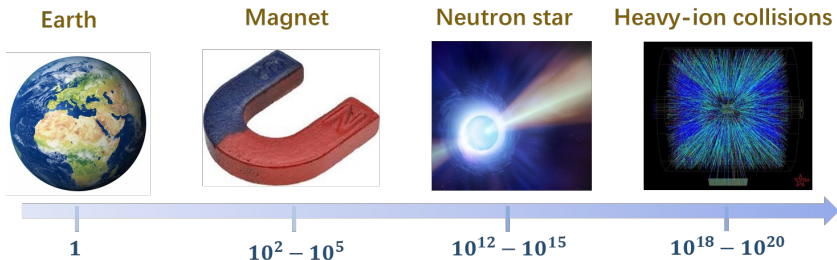 Earth
Magnet
Neutron star
Heavy-ion collisions
N
1
10² − 10⁵
10¹² − 10¹⁵
10¹⁸ − 10²⁰